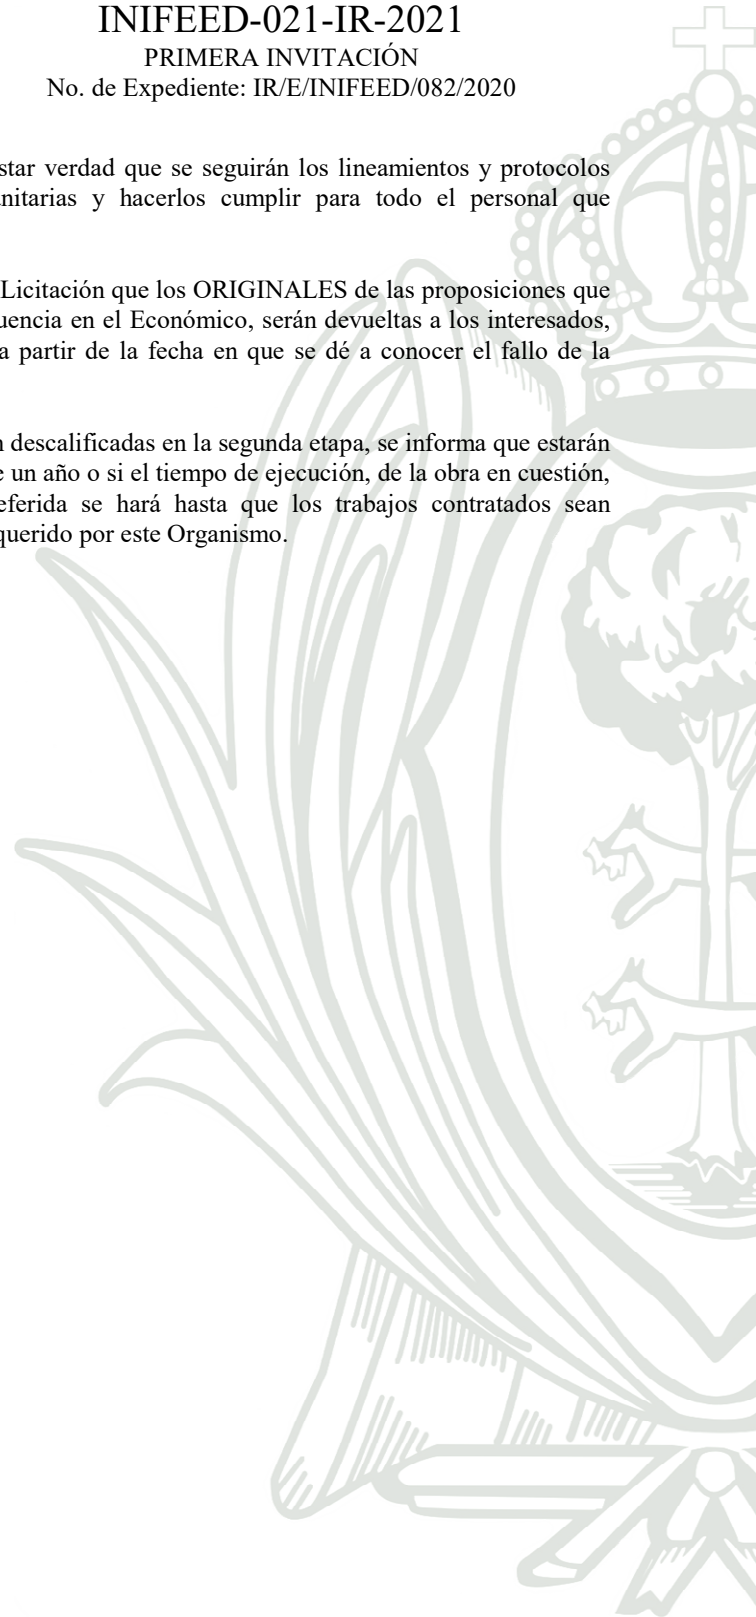 INIFEED-021-IR-2021
PRIMERA INVITACIÓN
No. de Expediente: IR/E/INIFEED/082/2020
star verdad que se seguirán los lineamientos y protocolos
nitarias y hacerlos cumplir para todo el personal que
Licitación que los ORIGINALES de las proposiciones que
uencia en el Económico, serán devueltas a los interesados,
a partir de la fecha en que se dé a conocer el fallo de la
descalificadas en la segunda etapa, se informa que estarán
un año o si el tiempo de ejecución, de la obra en cuestión,
eferida se hará hasta que los trabajos contratados sean
querido por este Organismo.